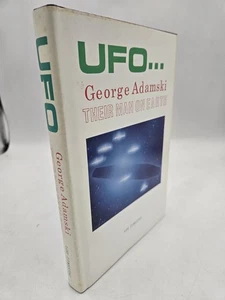 UFO...
George Adamski
THEIR MAN ON EARTH
UFO
George Adamski